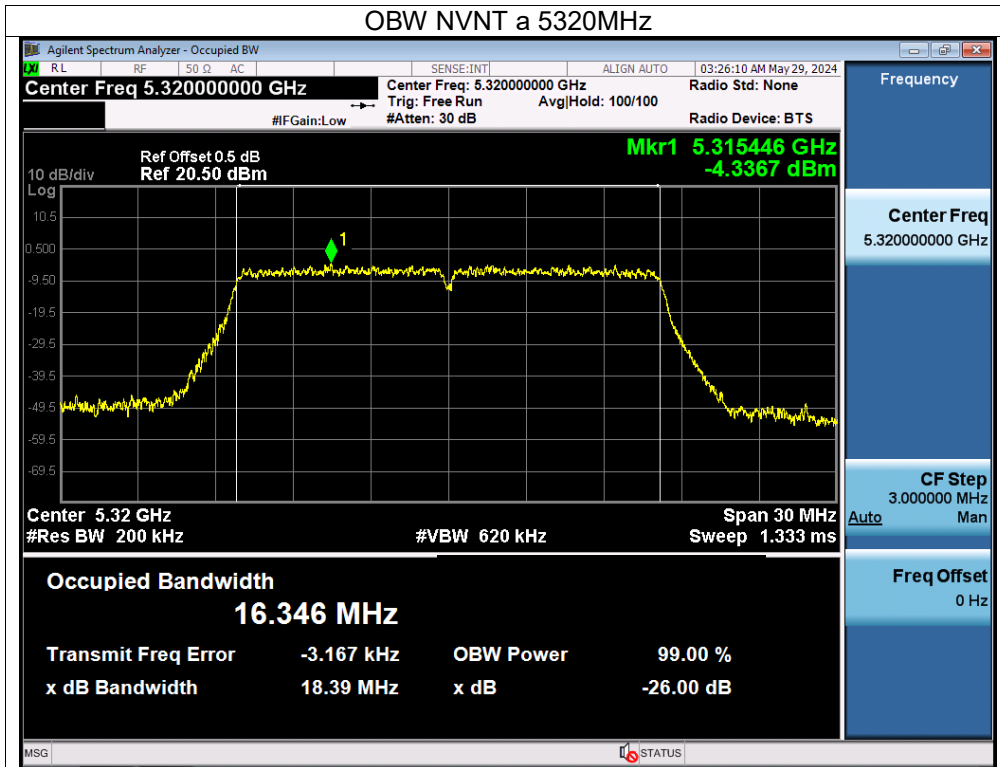 OBW NVNT a 5320MHz
Agilent Spectrum Analyzer - Occupied BW
LXI RL RF 50 Ω AC SENSE:INT ALIGN AUTO 03:26:10 AM May 29, 2024
Center Freq 5.320000000 GHz
Center Freq: 5.320000000 GHz Radio Std: None
Trig: Free Run Avg|Hold: 100/100
#IFGain:Low #Atten: 30 dB Radio Device: BTS
Frequency
Mkr1 5.315446 GHz
-4.3367 dBm
Ref Offset 0.5 dB
10 dB/div Ref 20.50 dBm
Log
10.5
0.500
-9.50
-19.5
-29.5
-39.5
-49.5
-59.5
-69.5
1
Center 5.32 GHz Span 30 MHz
#Res BW 200 kHz #VBW 620 kHz Sweep 1.333 ms
Center Freq
5.320000000 GHz
CF Step
3.000000 MHz
Auto Man
Freq Offset
0 Hz
Occupied Bandwidth
16.346 MHz
Transmit Freq Error -3.167 kHz OBW Power 99.00 %
x dB Bandwidth 18.39 MHz x dB -26.00 dB
MSG STATUS